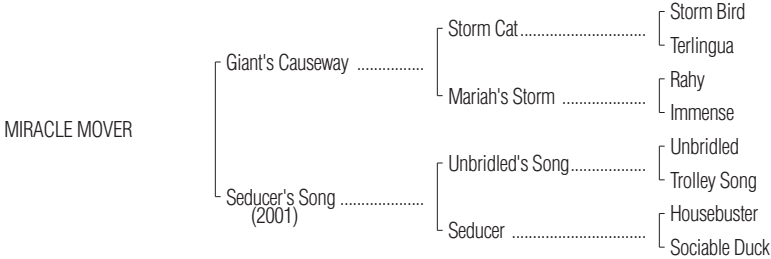 Storm Bird
Storm Cat..............................
Terlingua
Giant's Causeway ................
Rahy
Mariah's Storm ....................
Immense
MIRACLE MOVER
Unbridled
Unbridled's Song..................
Trolley Song
Seducer's Song ....................
(2001)
Housebuster
Seducer ................................
Sociable Duck